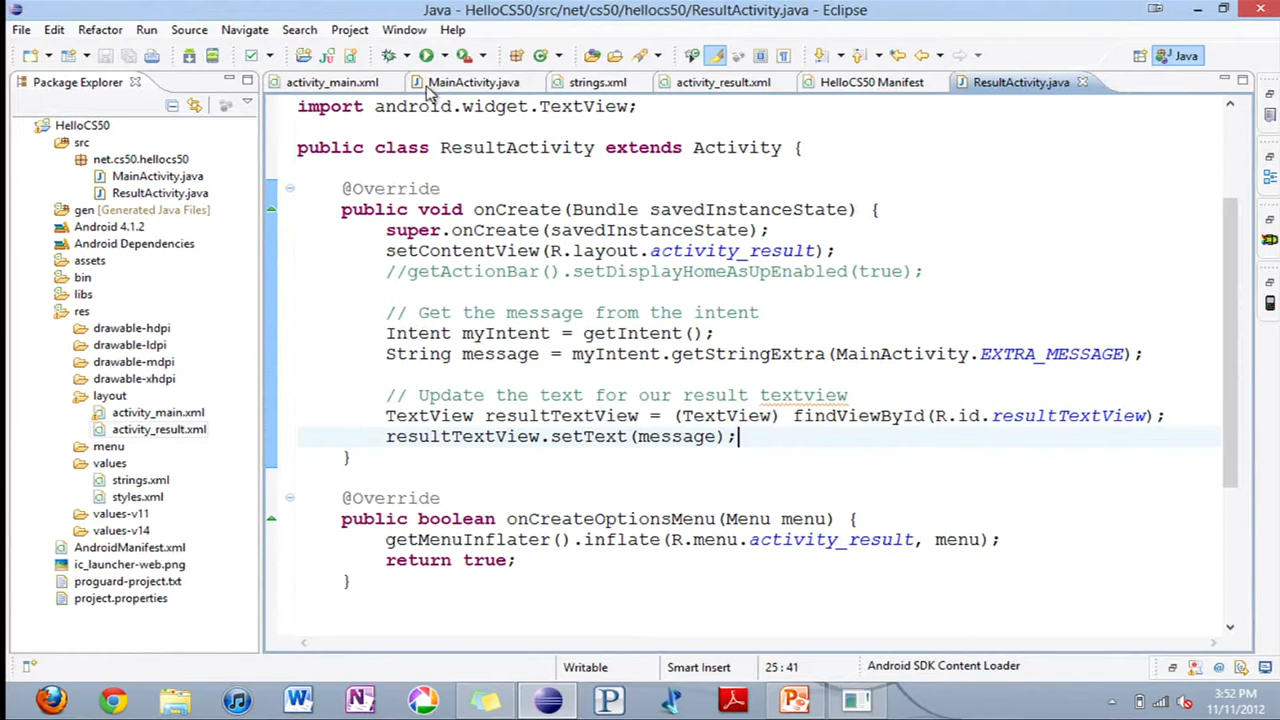 Java - HelloCS50/src/net/cs50/hellocs50/ResultActivity.java - Eclipse
File Edit Refactor Run Source Navigate Search Project Window Help
Java
Package Explorer
activity_main.xml MainActivity.java strings.xml activity_result.xml HelloCS50 Manifest ResultActivity.java
HelloCS50
src
net.cs50.hellocs50
MainActivity.java
ResultActivity.java
gen [Generated Java Files]
Android 4.1.2
Android Dependencies
assets
bin
libs
res
drawable-hdpi
drawable-ldpi
drawable-mdpi
drawable-xhdpi
layout
activity_main.xml
activity_result.xml
menu
values
strings.xml
styles.xml
values-v11
values-v14
AndroidManifest.xml
ic_launcher-web.png
proguard-project.txt
project.properties
import android.widget.TextView;
public class ResultActivity extends Activity {
@Override
public void onCreate(Bundle savedInstanceState) {
super.onCreate(savedInstanceState);
setContentView(R.layout.activity_result);
//getActionBar().setDisplayHomeAsUpEnabled(true);
// Get the message from the intent
Intent myIntent = getIntent();
String message = myIntent.getStringExtra(MainActivity.EXTRA_MESSAGE);
// Update the text for our result textview
TextView resultTextView = (TextView) findViewById(R.id.resultTextView);
resultTextView.setText(message);
}
@Override
public boolean onCreateOptionsMenu(Menu menu) {
getMenuInflater().inflate(R.menu.activity_result, menu);
return true;
}
Writable Smart Insert 25 : 41 Android SDK Content Loader
3:52 PM
11/11/2012